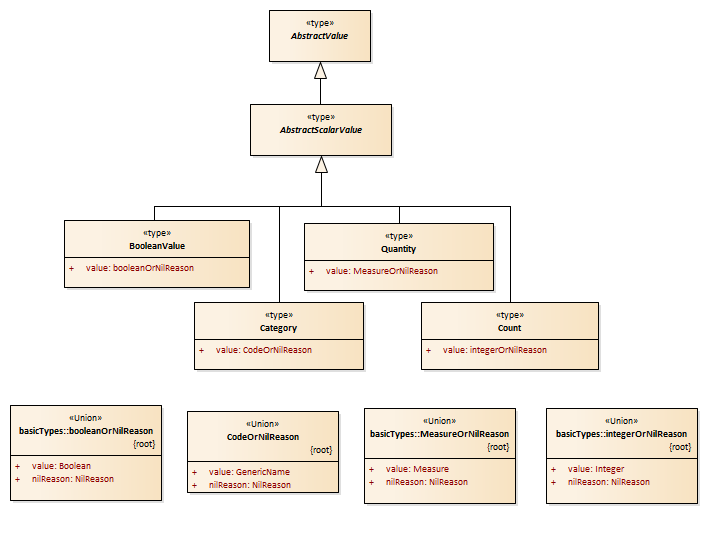 «type»
AbstractValue
«type»
AbstractScalarValue
«type»
BooleanValue
+ value: booleanOrNilReason
«type»
Quantity
+ value: MeasureOrNilReason
«type»
Category
+ value: CodeOrNilReason
«type»
Count
+ value: integerOrNilReason
«Union»
basicTypes::booleanOrNilReason
{root}
+ value: Boolean
+ nilReason: NilReason
«Union»
CodeOrNilReason
{root}
+ value: GenericName
+ nilReason: NilReason
«Union»
basicTypes::MeasureOrNilReason
{root}
+ value: Measure
+ nilReason: NilReason
«Union»
basicTypes::integerOrNilReason
{root}
+ value: Integer
+ nilReason: NilReason